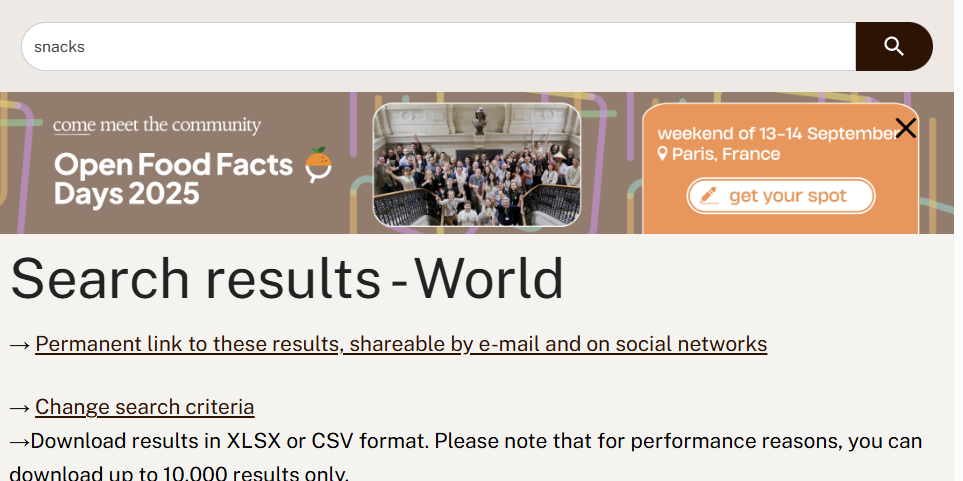 snacks
come meet the community
Open Food Facts
Days 2025
weekend of 13-14 September
Paris, France
get your spot
Search results - World
→ Permanent link to these results, shareable by e-mail and on social networks
→ Change search criteria
→Download results in XLSX or CSV format. Please note that for performance reasons, you can
download up to 10,000 results only.